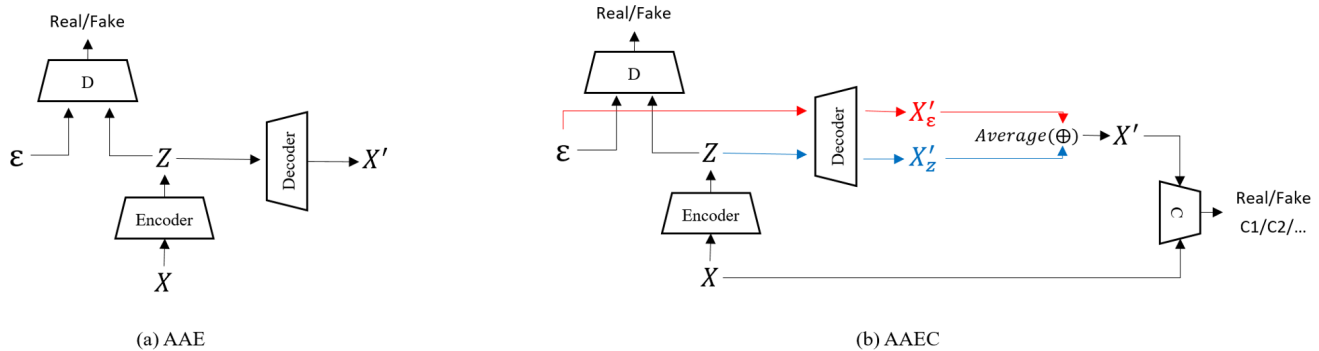 Real/Fake
D
ε
Z
Decoder
X′
Encoder
X
(a) AAE
Real/Fake
D
ε
Z
Decoder
X′ε
X′z
Average(⊕)
X′
Encoder
C
Real/Fake
C1/C2/...
X
(b) AAEC